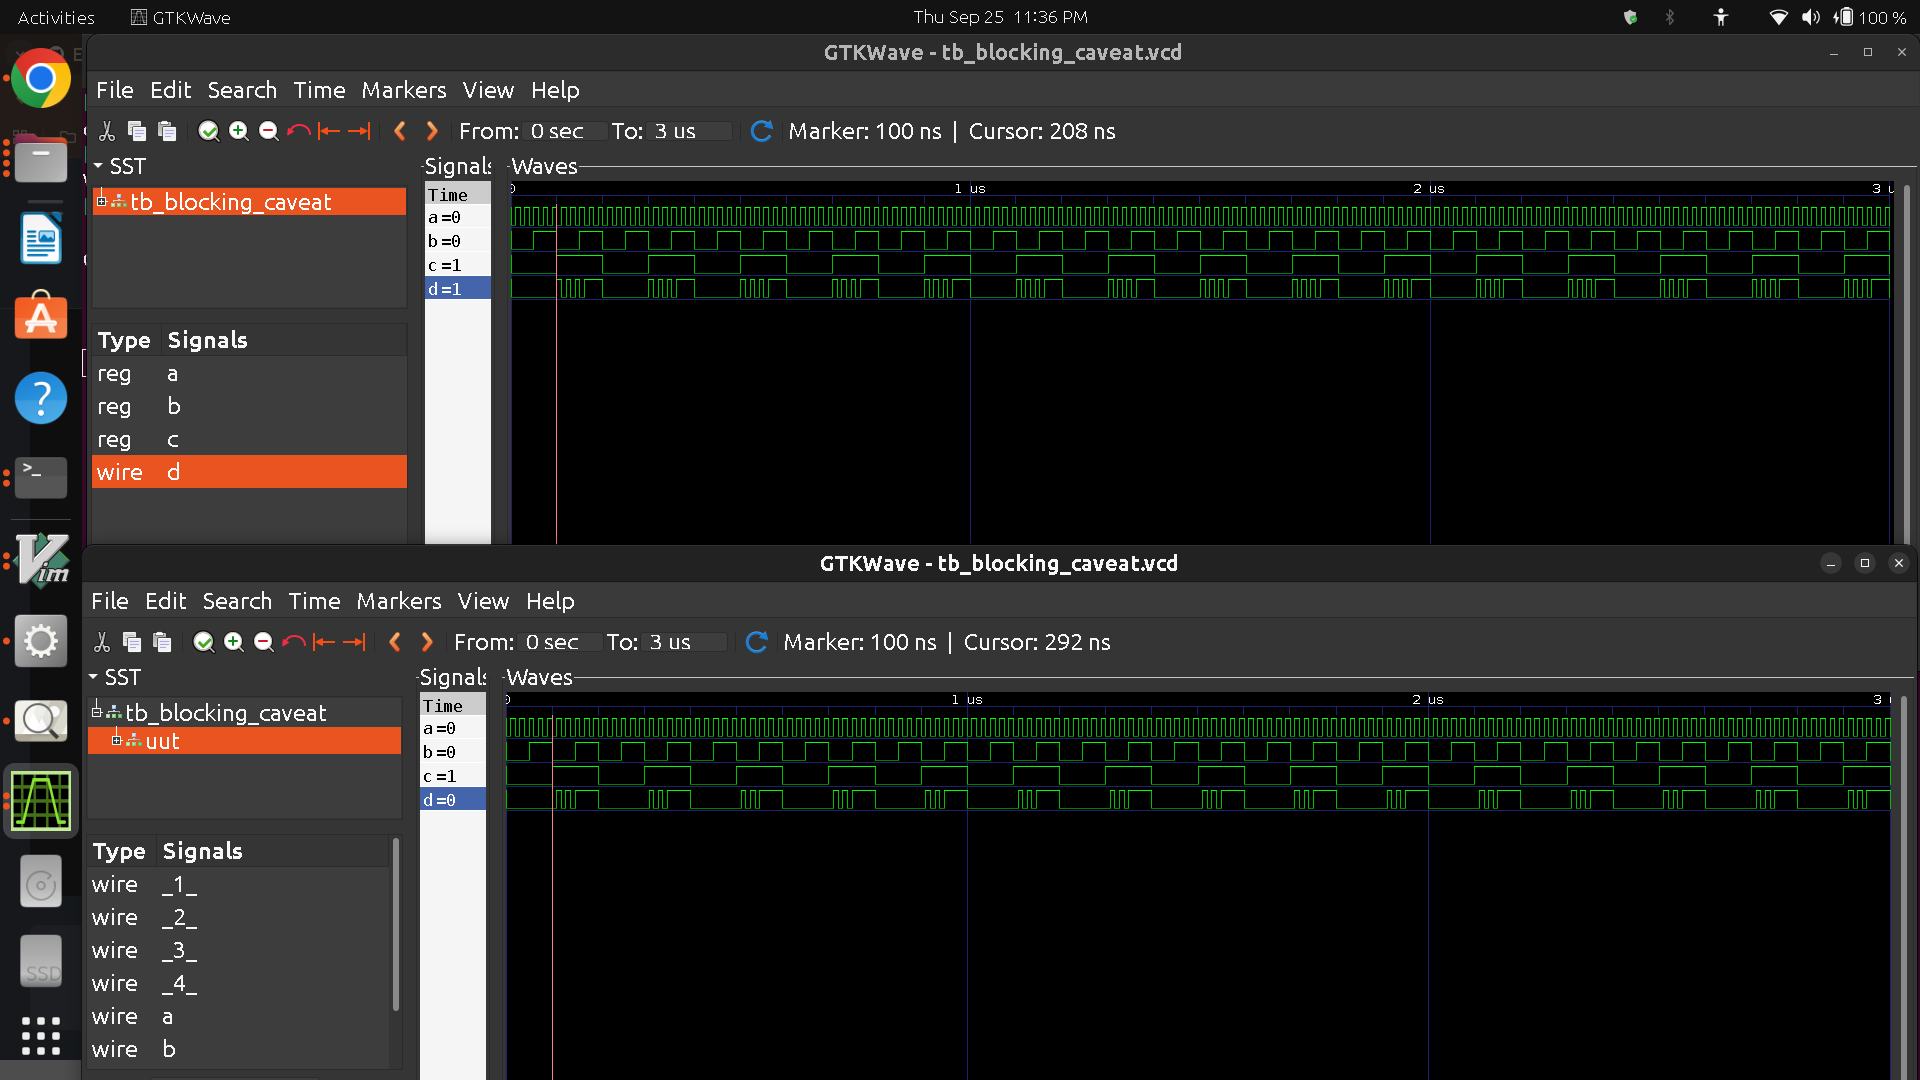 Activities GTKWave Thu Sep 25 11:36 PM 100 %
GTKWave - tb_blocking_caveat.vcd
File Edit Search Time Markers View Help
From: 0 sec To: 3 us Marker: 100 ns | Cursor: 208 ns
SST Signals Waves
tb_blocking_caveat
Time 0 1 us 2 us 3 u
a=0
b=0
c=1
d=1
Type Signals
reg a
reg b
reg c
wire d
GTKWave - tb_blocking_caveat.vcd
File Edit Search Time Markers View Help
From: 0 sec To: 3 us Marker: 100 ns | Cursor: 292 ns
SST Signals Waves
tb_blocking_caveat
uut
Time 0 1 us 2 us 3
a=0
b=0
c=1
d=0
Type Signals
wire _1_
wire _2_
wire _3_
wire _4_
wire a
wire b
Vim
SSD